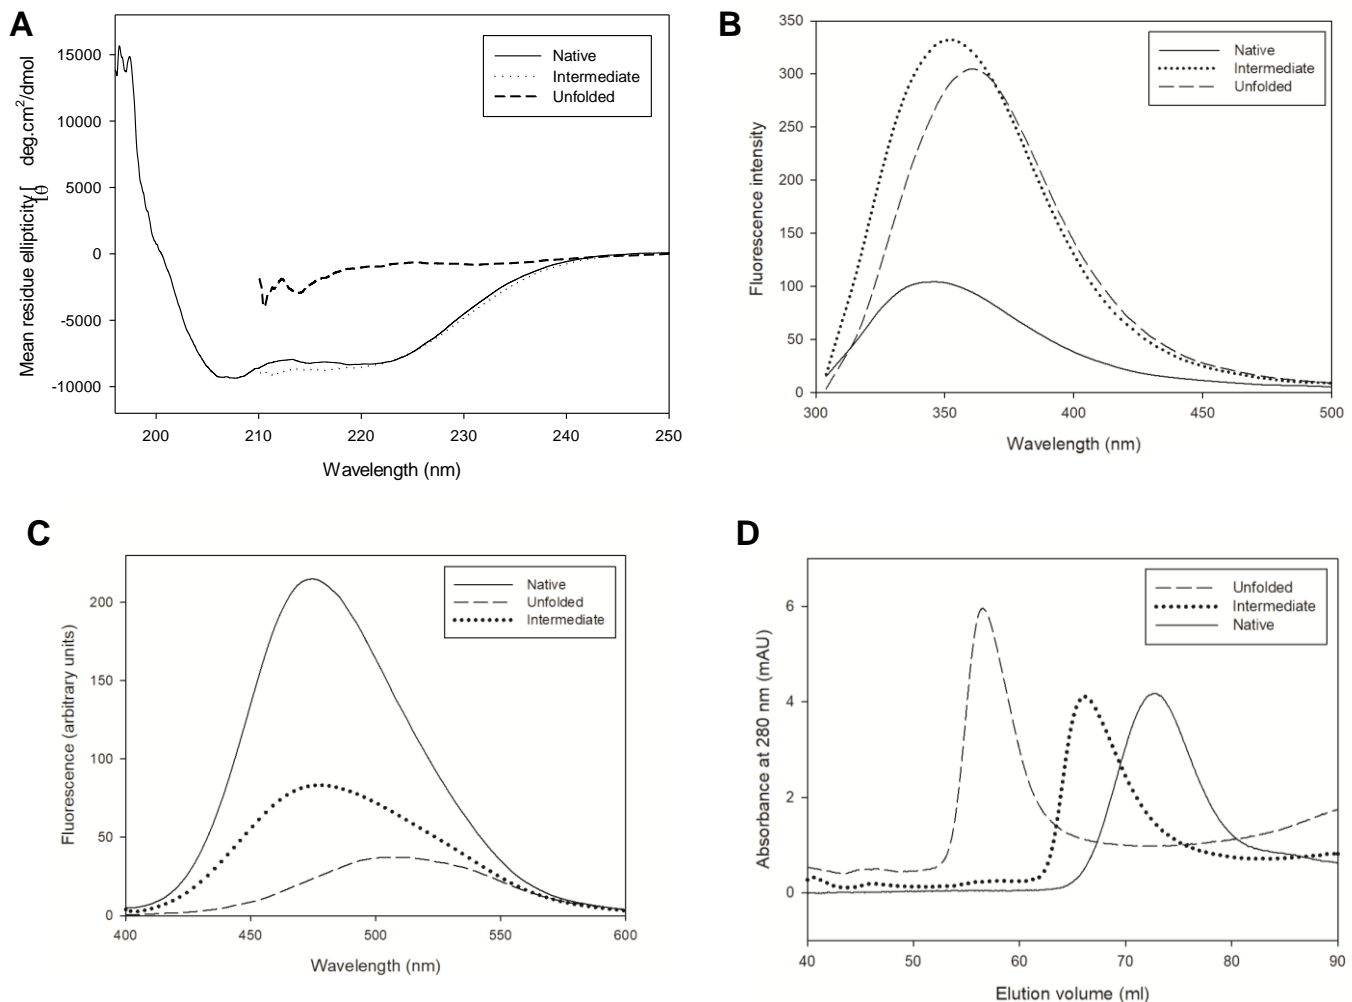 A
Mean residue ellipticity [θ] deg.cm2/dmol
15000
10000
5000
0
-5000
-10000
200
210
220
230
240
250
Wavelength (nm)
Native
Intermediate
Unfolded
B
Fluorescence intensity
350
300
250
200
150
100
50
0
300
350
400
450
500
Wavelength (nm)
Native
Intermediate
Unfolded
C
Fluorescence (arbitrary units)
200
150
100
50
0
400
450
500
550
600
Wavelength (nm)
Native
Unfolded
Intermediate
D
Absorbance at 280 nm (mAU)
6
4
2
0
40
50
60
70
80
90
Elution volume (ml)
Unfolded
Intermediate
Native